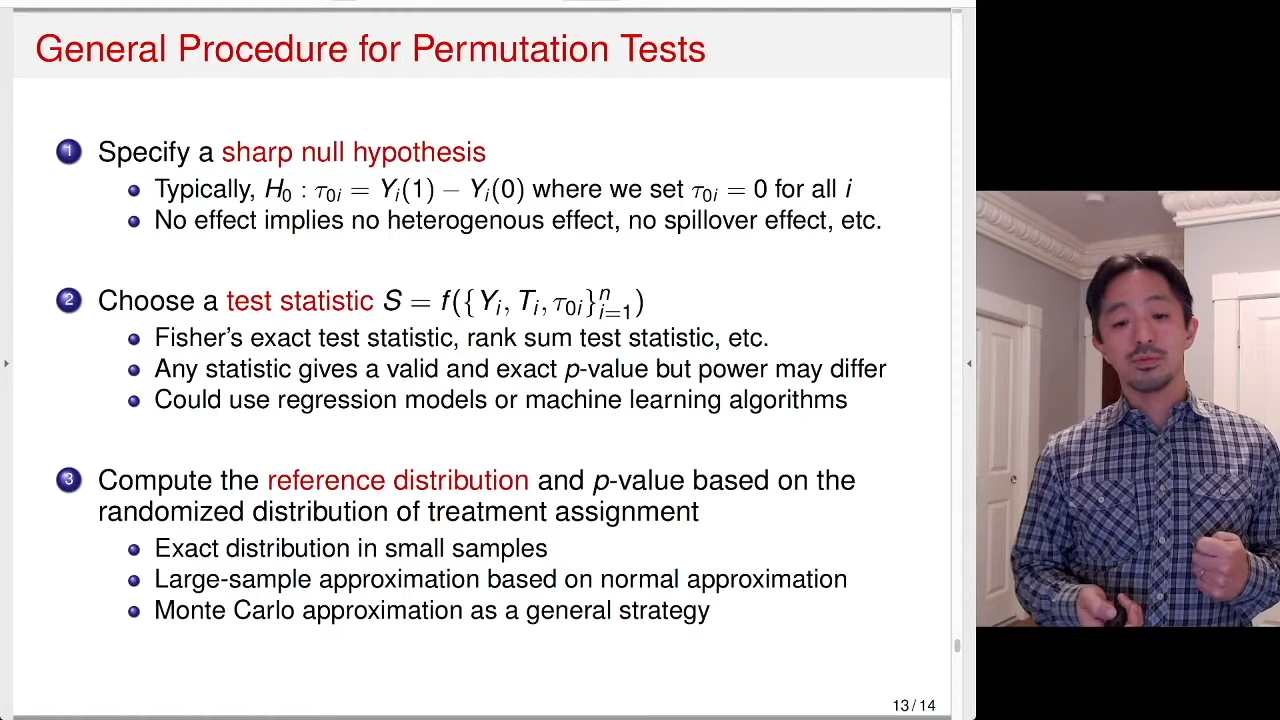 General Procedure for Permutation Tests
1 Specify a sharp null hypothesis
Typically, H₀ : τ₀ᵢ = Yᵢ(1) − Yᵢ(0) where we set τ₀ᵢ = 0 for all i
No effect implies no heterogenous effect, no spillover effect, etc.
2 Choose a test statistic S = f({Yᵢ, Tᵢ, τ₀ᵢ}ⁿᵢ₌₁)
Fisher's exact test statistic, rank sum test statistic, etc.
Any statistic gives a valid and exact p-value but power may differ
Could use regression models or machine learning algorithms
3 Compute the reference distribution and p-value based on the
randomized distribution of treatment assignment
Exact distribution in small samples
Large-sample approximation based on normal approximation
Monte Carlo approximation as a general strategy
13 / 14